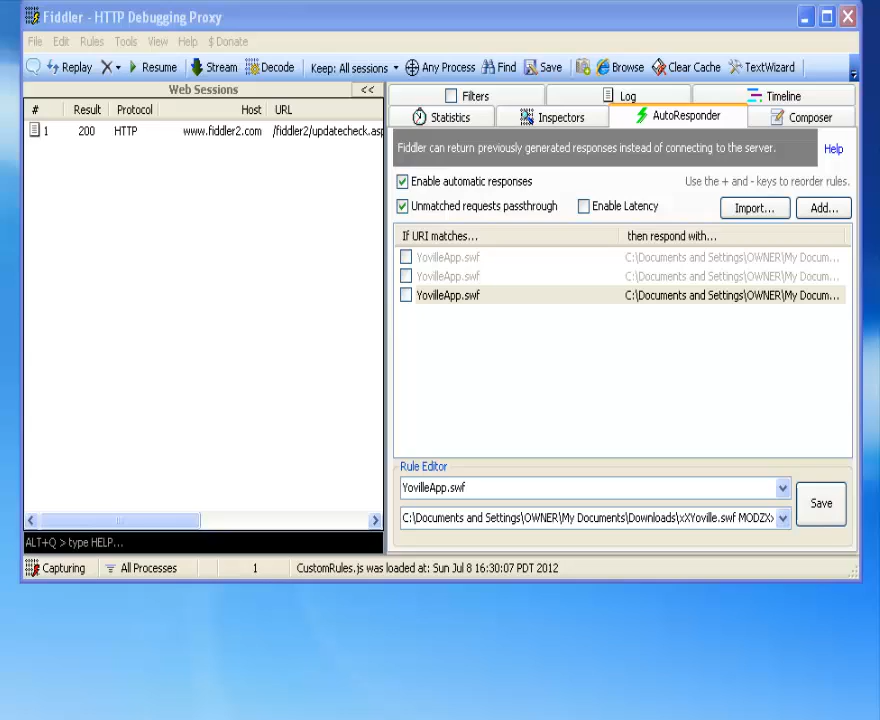 Fiddler - HTTP Debugging Proxy
File Edit Rules Tools View Help $ Donate
Replay Resume Stream Decode Keep: All sessions Any Process Find Save Browse Clear Cache TextWizard
Web Sessions <<
# Result Protocol Host URL
1 200 HTTP www.fiddler2.com /fiddler2/updatecheck.asp
Filters Log Timeline
Statistics Inspectors AutoResponder Composer
Fiddler can return previously generated responses instead of connecting to the server. Help
Enable automatic responses Use the + and - keys to reorder rules.
Unmatched requests passthrough Enable Latency Import... Add...
If URI matches... then respond with...
YovilleApp.swf C:\Documents and Settings\OWNER\My Docum...
YovilleApp.swf C:\Documents and Settings\OWNER\My Docum...
YovilleApp.swf C:\Documents and Settings\OWNER\My Docum...
Rule Editor
YovilleApp.swf
C:\Documents and Settings\OWNER\My Documents\Downloads\xXYoville.swf MODZX
Save
ALT+Q > type HELP...
Capturing All Processes 1 CustomRules.js was loaded at: Sun Jul 8 16:30:07 PDT 2012